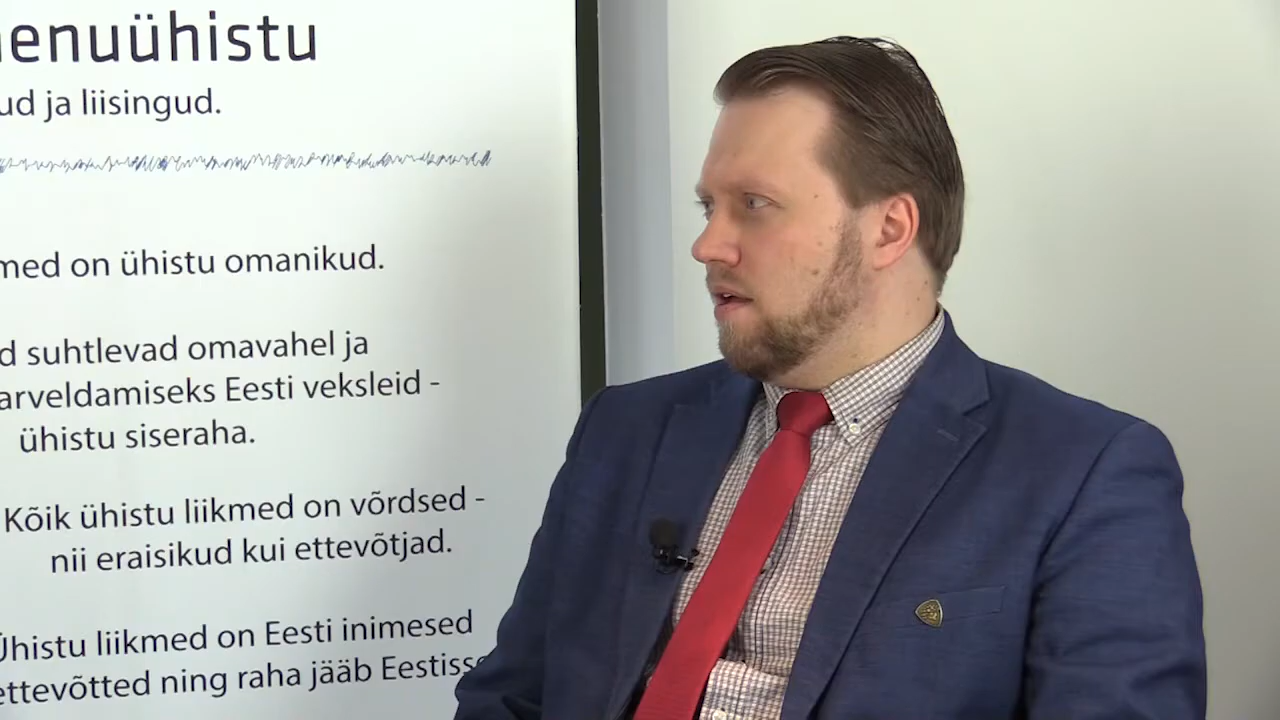 enuühistu
ud ja liisingud.
med on ühistu omanikud.
d suhtlevad omavahel ja
arveldamiseks Eesti veksleid -
ühistu siseraha.
Kõik ühistu liikmed on võrdsed -
nii eraisikud kui ettevõtjad.
Ühistu liikmed on Eesti inimesed
ettevõtted ning raha jääb Eestisse